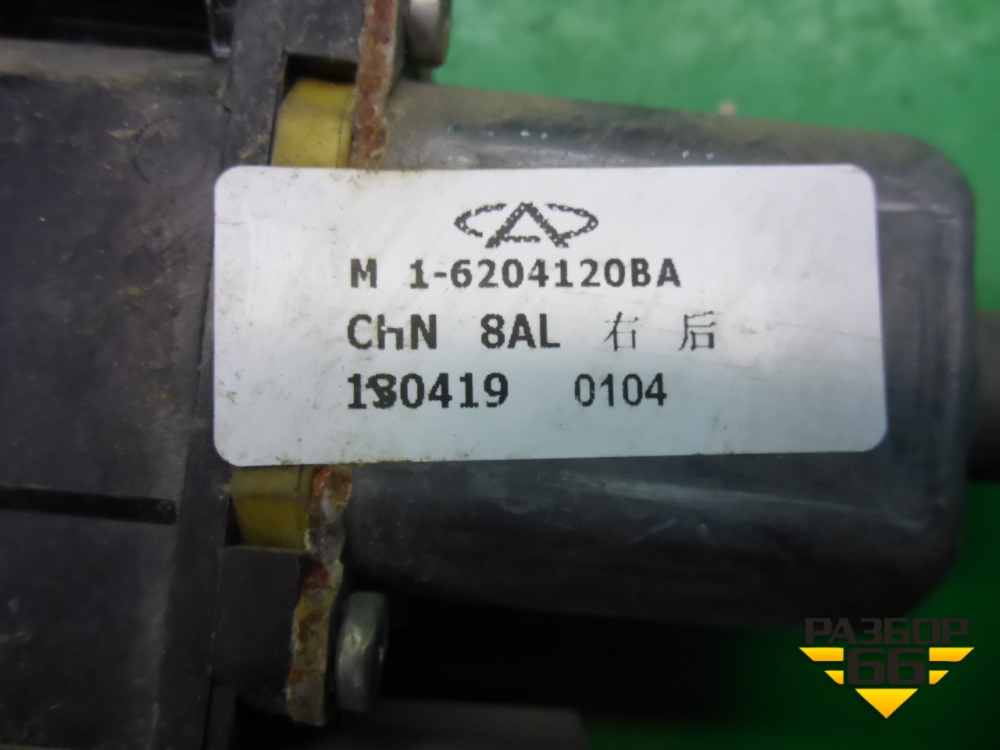 M 1-6204120BA
ChN 8AL 右 后
180419 0104
РАЗБОР
66